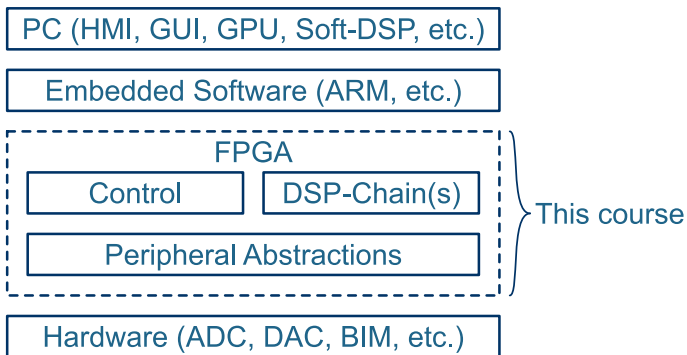 PC (HMI, GUI, GPU, Soft-DSP, etc.)
Embedded Software (ARM, etc.)
FPGA
Control
DSP-Chain(s)
This course
Peripheral Abstractions
Hardware (ADC, DAC, BIM, etc.)